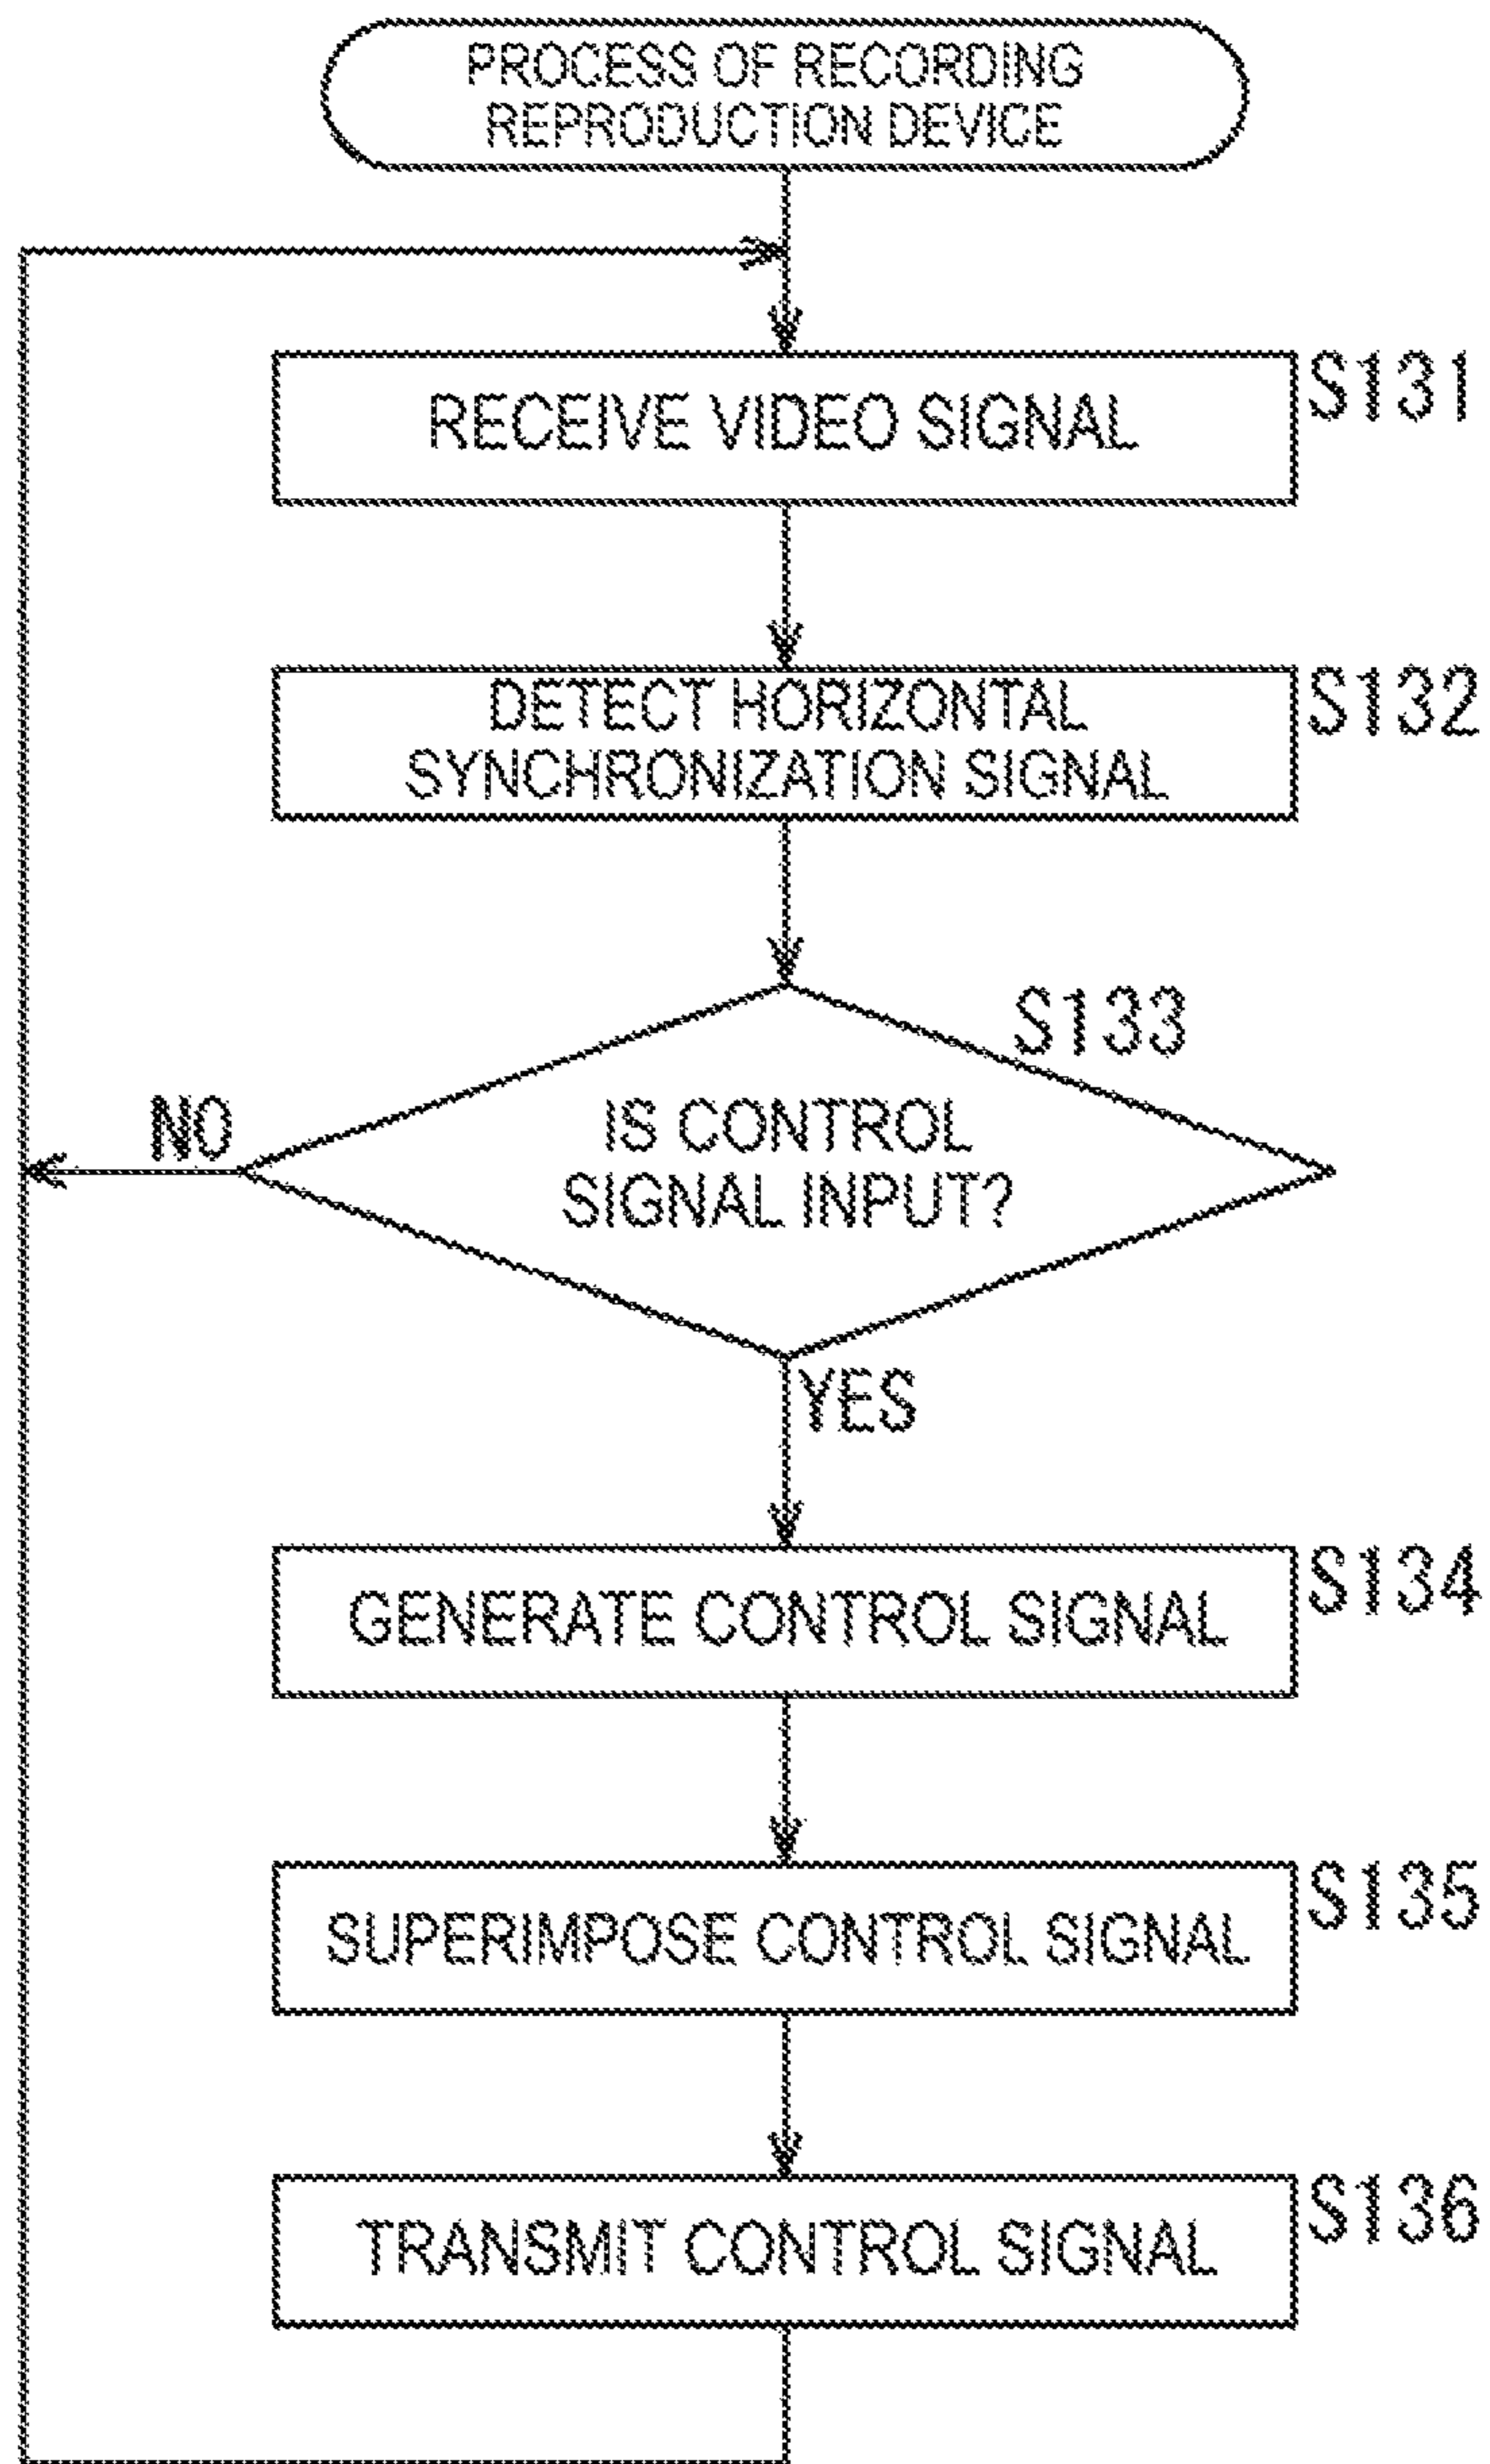 PROCESS OF RECORDING
REPRODUCTION DEVICE
RECEIVE VIDEO SIGNAL
S131
DETECT HORIZONTAL
SYNCHRONIZATION SIGNAL
S132
S133
IS CONTROL
SIGNAL INPUT?
NO
YES
GENERATE CONTROL SIGNAL
S134
SUPERIMPOSE CONTROL SIGNAL
S135
TRANSMIT CONTROL SIGNAL
S136